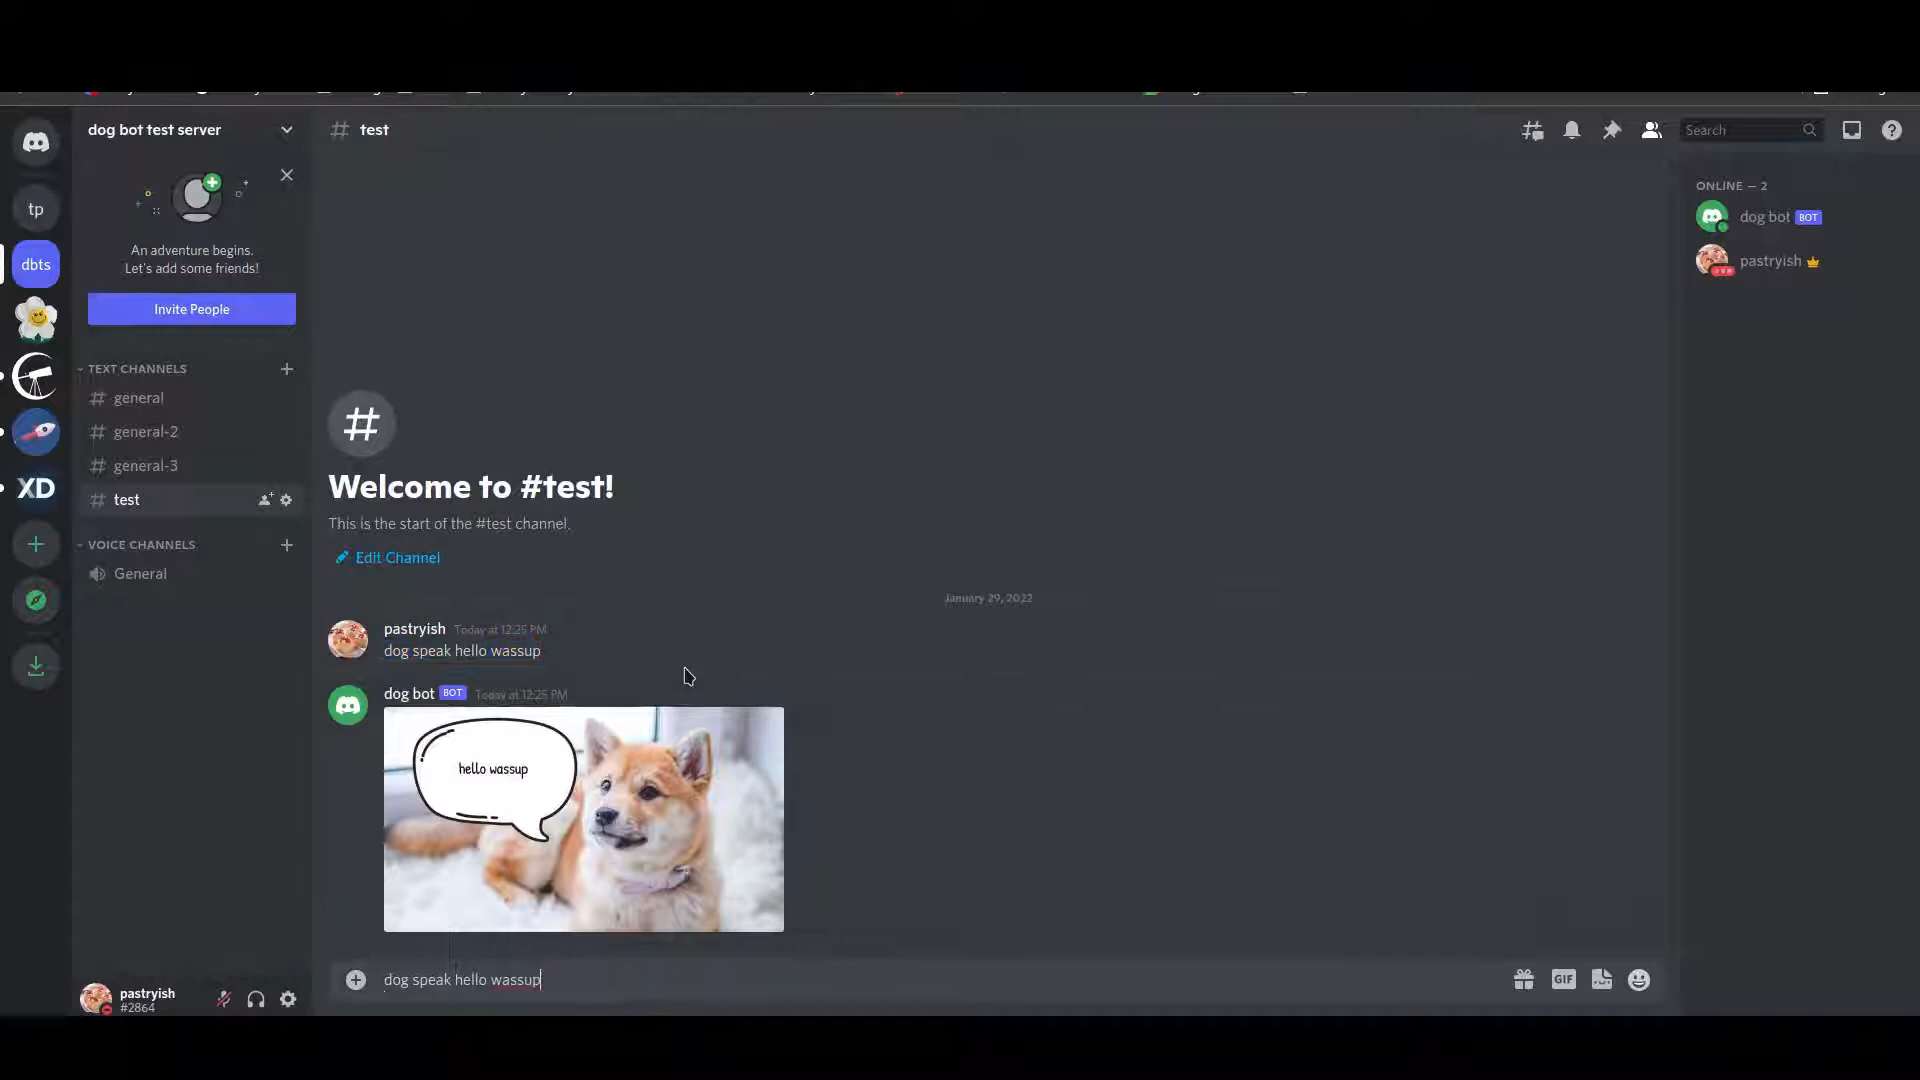 dog bot test server
# test
Search
tp
dbts
XD
An adventure begins.
Let's add some friends!
Invite People
TEXT CHANNELS
# general
# general-2
# general-3
# test
VOICE CHANNELS
General
pastryish
#2864
#
Welcome to #test!
This is the start of the #test channel.
Edit Channel
January 29, 2022
pastryish Today at 12:25 PM
dog speak hello wassup
dog bot BOT Today at 12:25 PM
hello wassup
dog speak hello wassup
GIF
ONLINE — 2
dog bot BOT
pastryish